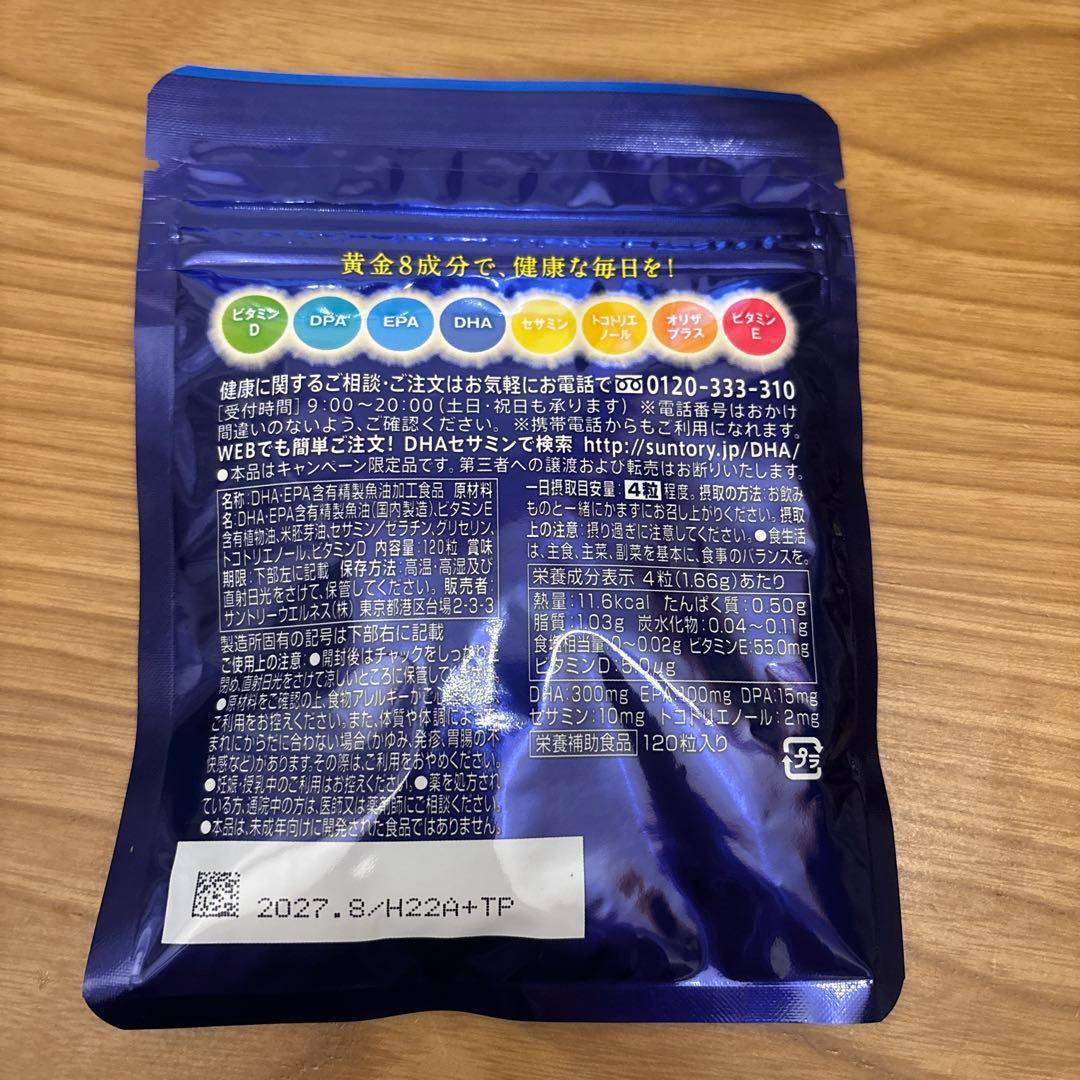 黄金8成分で、健康な毎日を!
ビタミン
D
DPA
EPA
DHA
セサミン
トコトリエ
ノール
オリザ
プラス
ビタミン
E
健康に関するご相談・ご注文はお気軽にお電話で 0120-333-310
[受付時間] 9:00~20:00(土日・祝日も承ります) ※電話番号はおかけ
間違いのないよう、ご確認ください。 ※携帯電話からもご利用になれます。
WEBでも簡単ご注文! DHAセサミンで検索 http://suntory.jp/DHA/
●本品はキャンペーン限定品です。第三者への譲渡および転売はお断りいたします。
名称:DHA・EPA含有精製魚油加工食品 原材料
名:DHA・EPA含有精製魚油(国内製造)、ビタミンE
含有植物油、米胚芽油、セサミン/ゼラチン、グリセリン、
トコトリエノール、ビタミンD 内容量:120粒 賞味
期限:下部左に記載 保存方法:高温・高湿及び
直射日光をさけて、保管してください。 販売者:
サントリーウエルネス(株) 東京都港区台場2-3-3
製造所固有の記号は下部右に記載
ご使用上の注意:●開封後はチャックをしっかり
閉め、直射日光をさけて涼しいところに保管して
●原材料をご確認の上、食物アレルギーがご心
ご利用をお控えください。また、体質や体調によ
まれにからだに合わない場合(かゆみ、発疹、胃腸の不
快感など)があります。その際は、ご利用をおやめください。
●妊娠・授乳中のご利用はお控えください。●薬を処方され
ている方、通院中の方は、医師又は薬剤師にご相談ください。
●本品は、未成年向けに開発された食品ではありません。
一日摂取目安量:4粒程度。摂取の方法:お飲み
ものと一緒にかまずにお召し上がりください。摂取
上の注意:摂り過ぎに注意してください。●食生活
は、主食、主菜、副菜を基本に、食事のバランスを。
栄養成分表示 4粒(1.66g)あたり
熱量:11.6kcal たんぱく質:0.50g
脂質:1.03g 炭水化物:0.04~0.11g
食塩相当量:0~0.02g ビタミンE:55.0mg
ビタミンD:5.0μg
DHA:300mg EPA:100mg DPA:15mg
セサミン:10mg トコトリエノール:2mg
栄養補助食品 120粒入り
プラ
2027.8/H22A+TP